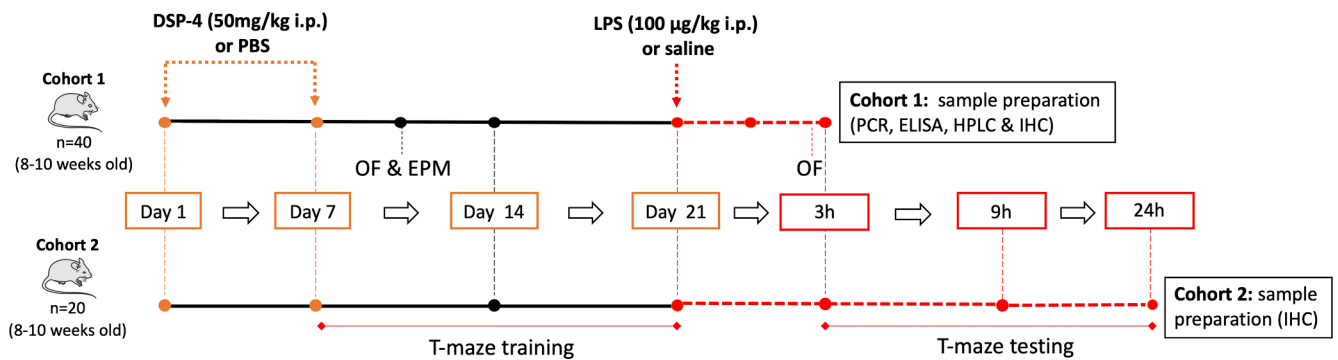 DSP-4 (50mg/kg i.p.)
or PBS
LPS (100 µg/kg i.p.)
or saline
Cohort 1
n=40
(8-10 weeks old)
Cohort 1: sample preparation
(PCR, ELISA, HPLC & IHC)
OF & EPM
OF
Day 1
Day 7
Day 14
Day 21
3h
9h
24h
Cohort 2
n=20
(8-10 weeks old)
Cohort 2: sample
preparation (IHC)
T-maze training
T-maze testing